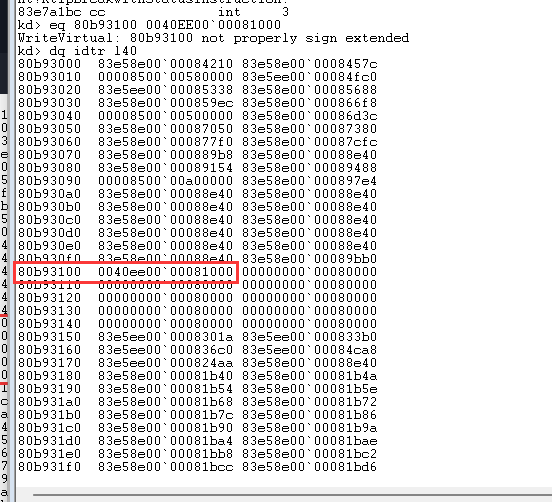 83e7a1bc cc              int     3
kd> eq 80b93100 0040EE00`00081000
WriteVirtual: 80b93100 not properly sign extended
kd> dq idtr l40
80b93000  83e58e00`00084210 83e58e00`0008457c
80b93010  00008500`00580000 83e5ee00`00084fc0
80b93020  83e5ee00`00085338 83e58e00`00085688
80b93030  83e58e00`000859ec 83e58e00`000866f8
80b93040  00008500`00500000 83e58e00`00086d3c
80b93050  83e58e00`00087050 83e58e00`00087380
80b93060  83e58e00`000877f0 83e58e00`00087cfc
80b93070  83e58e00`000889b8 83e58e00`00088e40
80b93080  83e58e00`00089154 83e58e00`00089488
80b93090  00008500`00a00000 83e58e00`000897e4
80b930a0  83e58e00`00088e40 83e58e00`00088e40
80b930b0  83e58e00`00088e40 83e58e00`00088e40
80b930c0  83e58e00`00088e40 83e58e00`00088e40
80b930d0  83e58e00`00088e40 83e58e00`00088e40
80b930e0  83e58e00`00088e40 83e58e00`00088e40
80b930f0  83e58e00`00088e40 83e58e00`00089bb0
80b93100  0040ee00`00081000 00000000`00080000
80b93110  00000000`00080000 00000000`00080000
80b93120  00000000`00080000 00000000`00080000
80b93130  00000000`00080000 00000000`00080000
80b93140  00000000`00080000 00000000`00080000
80b93150  83e5ee00`0008301a 83e5ee00`000833b0
80b93160  83e5ee00`000836c0 83e5ee00`00084ca8
80b93170  83e5ee00`000824aa 83e58e00`00088e40
80b93180  83e58e00`00081b40 83e58e00`00081b4a
80b93190  83e58e00`00081b54 83e58e00`00081b5e
80b931a0  83e58e00`00081b68 83e58e00`00081b72
80b931b0  83e58e00`00081b7c 83e58e00`00081b86
80b931c0  83e58e00`00081b90 83e58e00`00081b9a
80b931d0  83e58e00`00081ba4 83e58e00`00081bae
80b931e0  83e58e00`00081bb8 83e58e00`00081bc2
80b931f0  83e58e00`00081bcc 83e58e00`00081bd6